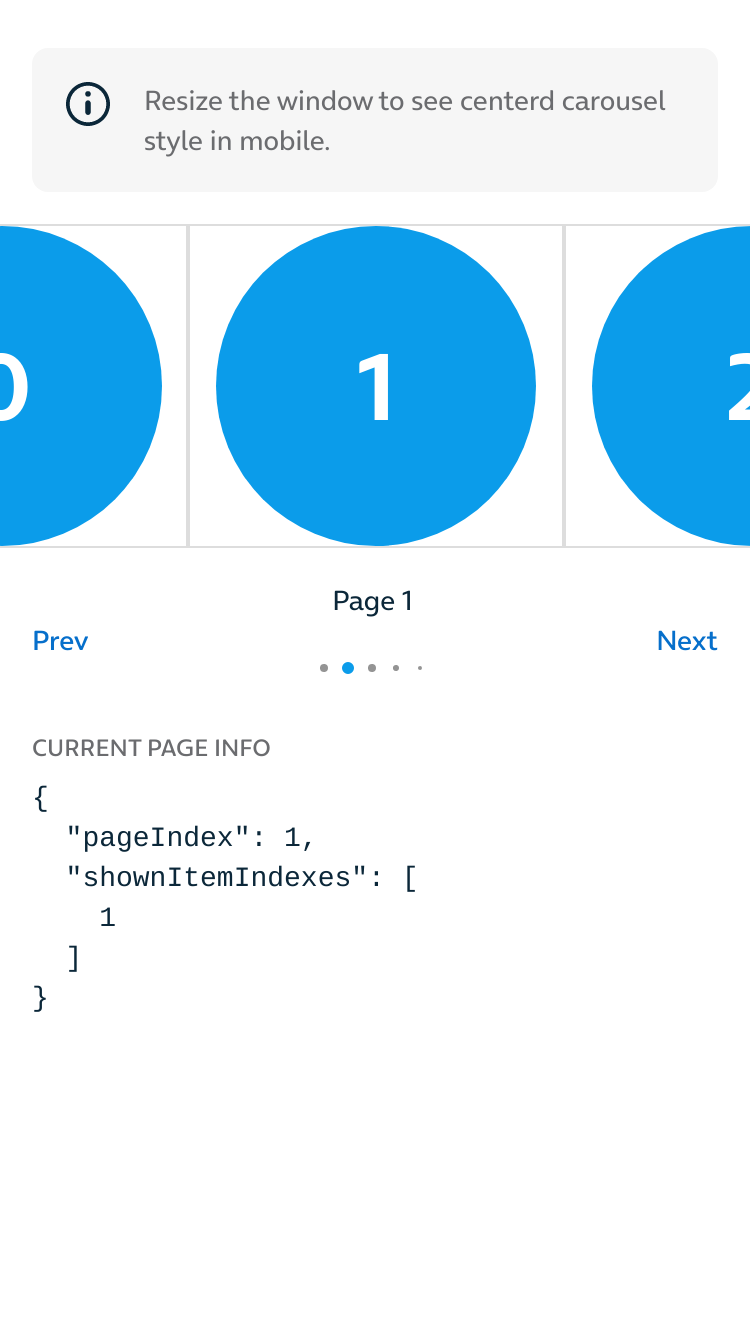 Resize the window to see centerd carousel
style in mobile.
0 1 2
Page 1
Prev Next
CURRENT PAGE INFO
{
  "pageIndex": 1,
  "shownItemIndexes": [
    1
  ]
}